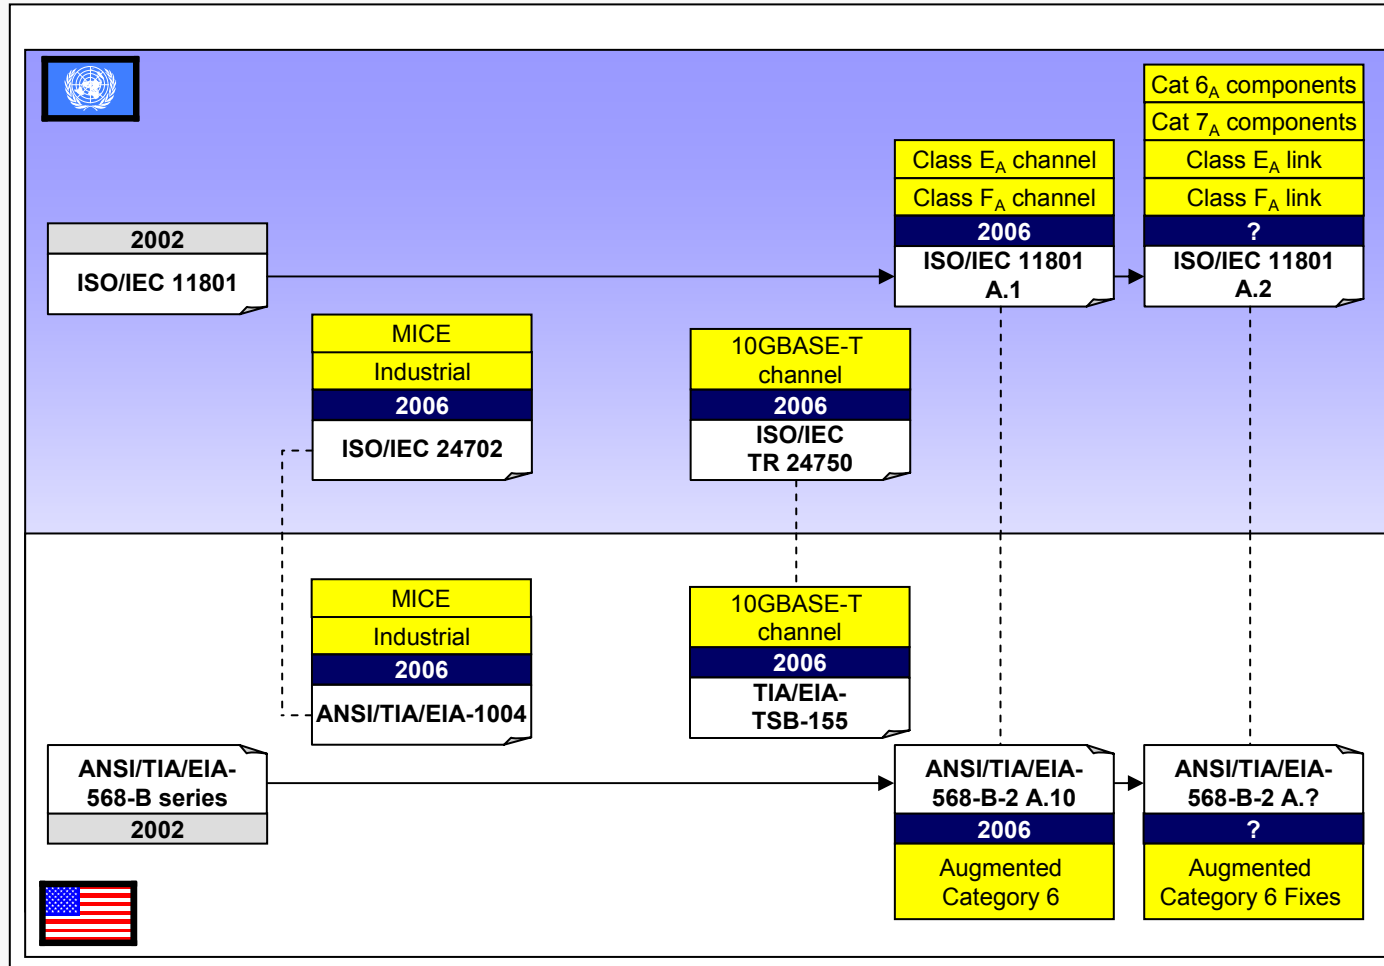 Cat 6A components
Cat 7A components
Class EA link
Class FA link
?
ISO/IEC 11801
A.2
Class EA channel
Class FA channel
2006
ISO/IEC 11801
A.1
2002
ISO/IEC 11801
MICE
Industrial
2006
ISO/IEC 24702
10GBASE-T
channel
2006
ISO/IEC
TR 24750
MICE
Industrial
2006
ANSI/TIA/EIA-1004
10GBASE-T
channel
2006
TIA/EIA-
TSB-155
ANSI/TIA/EIA-
568-B series
2002
ANSI/TIA/EIA-
568-B-2 A.10
2006
Augmented
Category 6
ANSI/TIA/EIA-
568-B-2 A.?
?
Augmented
Category 6 Fixes